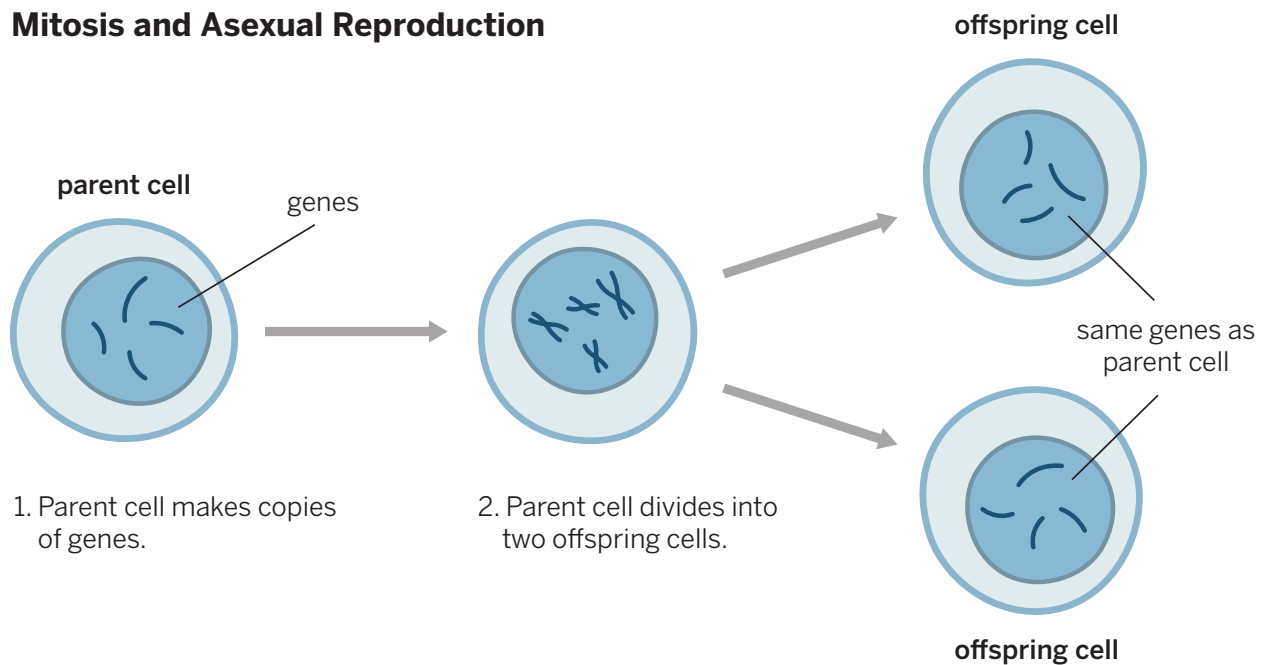 Mitosis and Asexual Reproduction
parent cell
genes
1. Parent cell makes copies
of genes.
2. Parent cell divides into
two offspring cells.
offspring cell
same genes as
parent cell
offspring cell